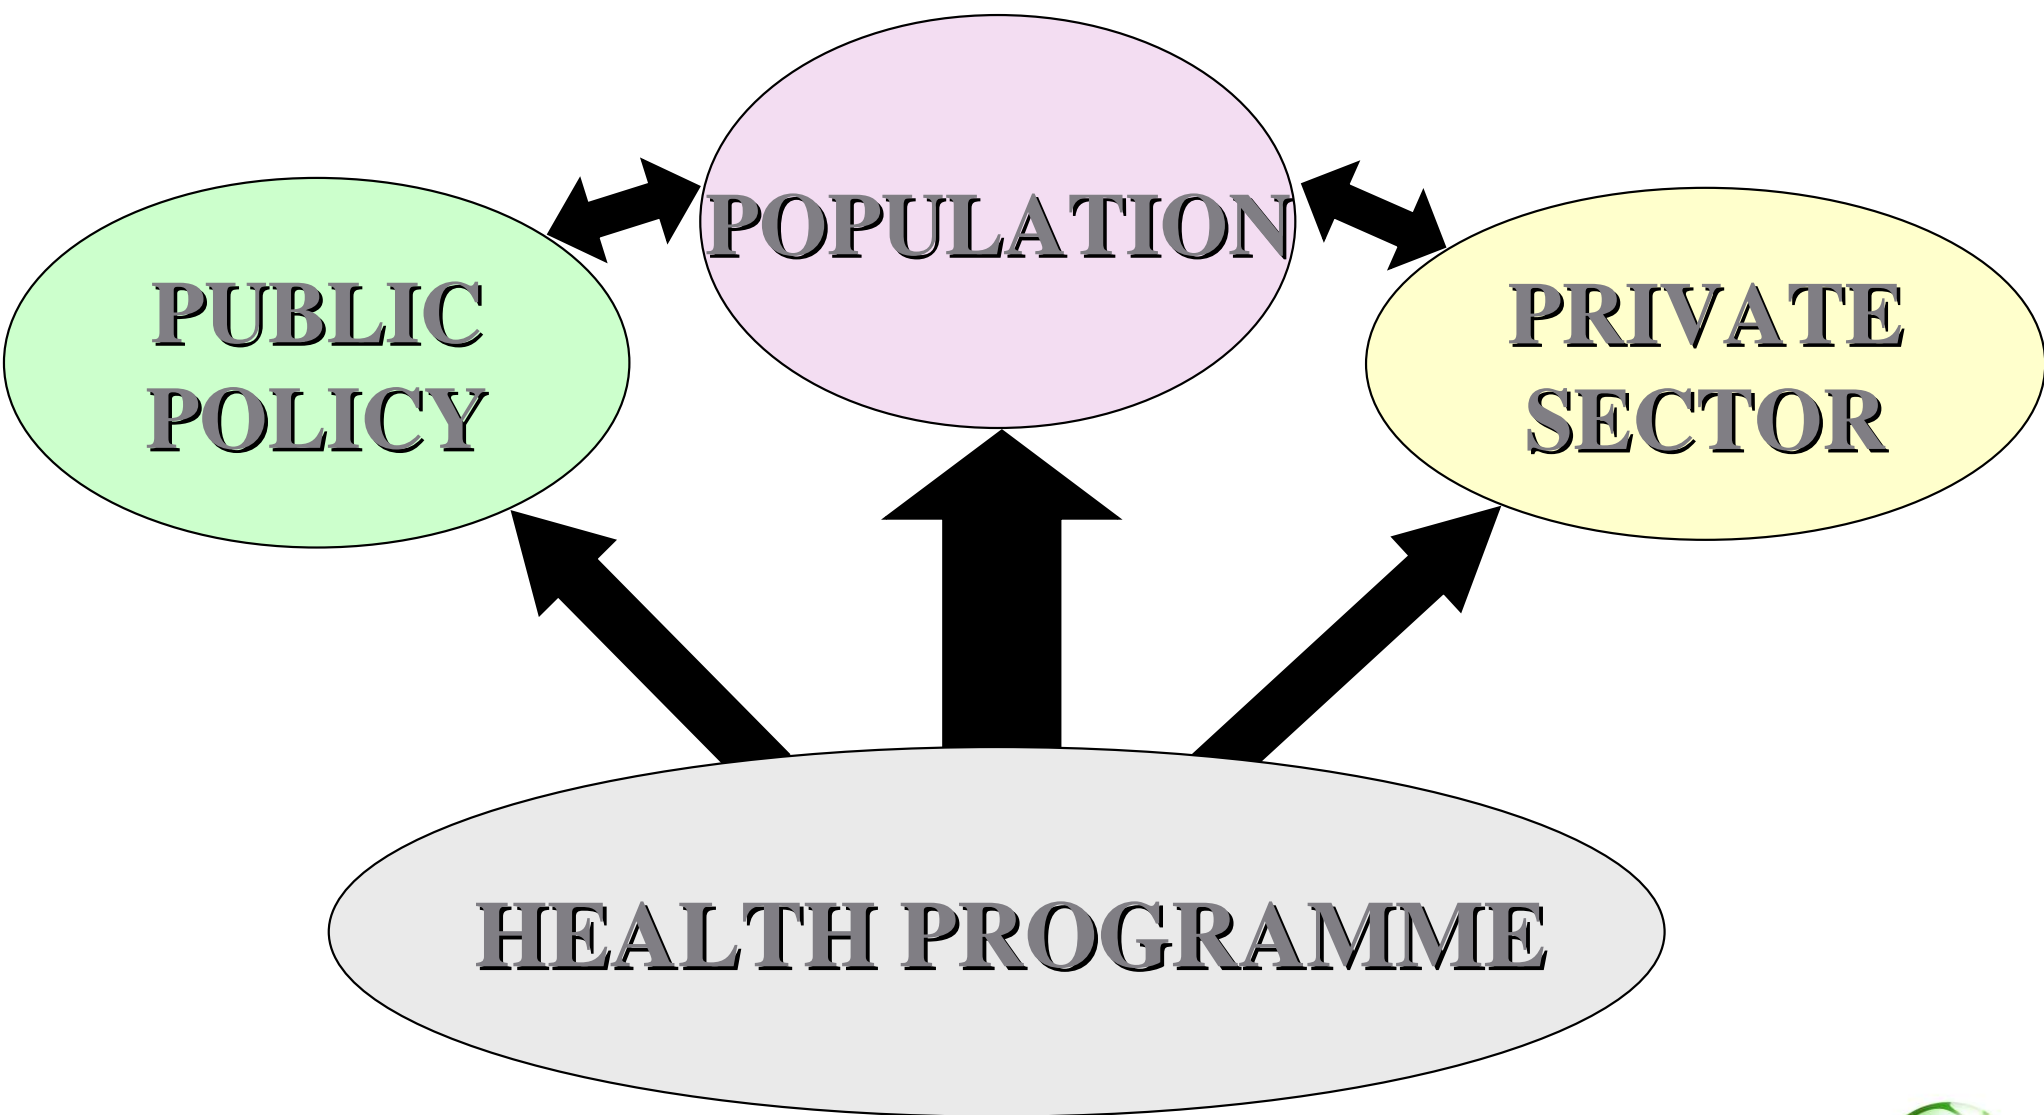 POPULATION
PUBLIC
POLICY
PRIVATE
SECTOR
HEALTH PROGRAMME